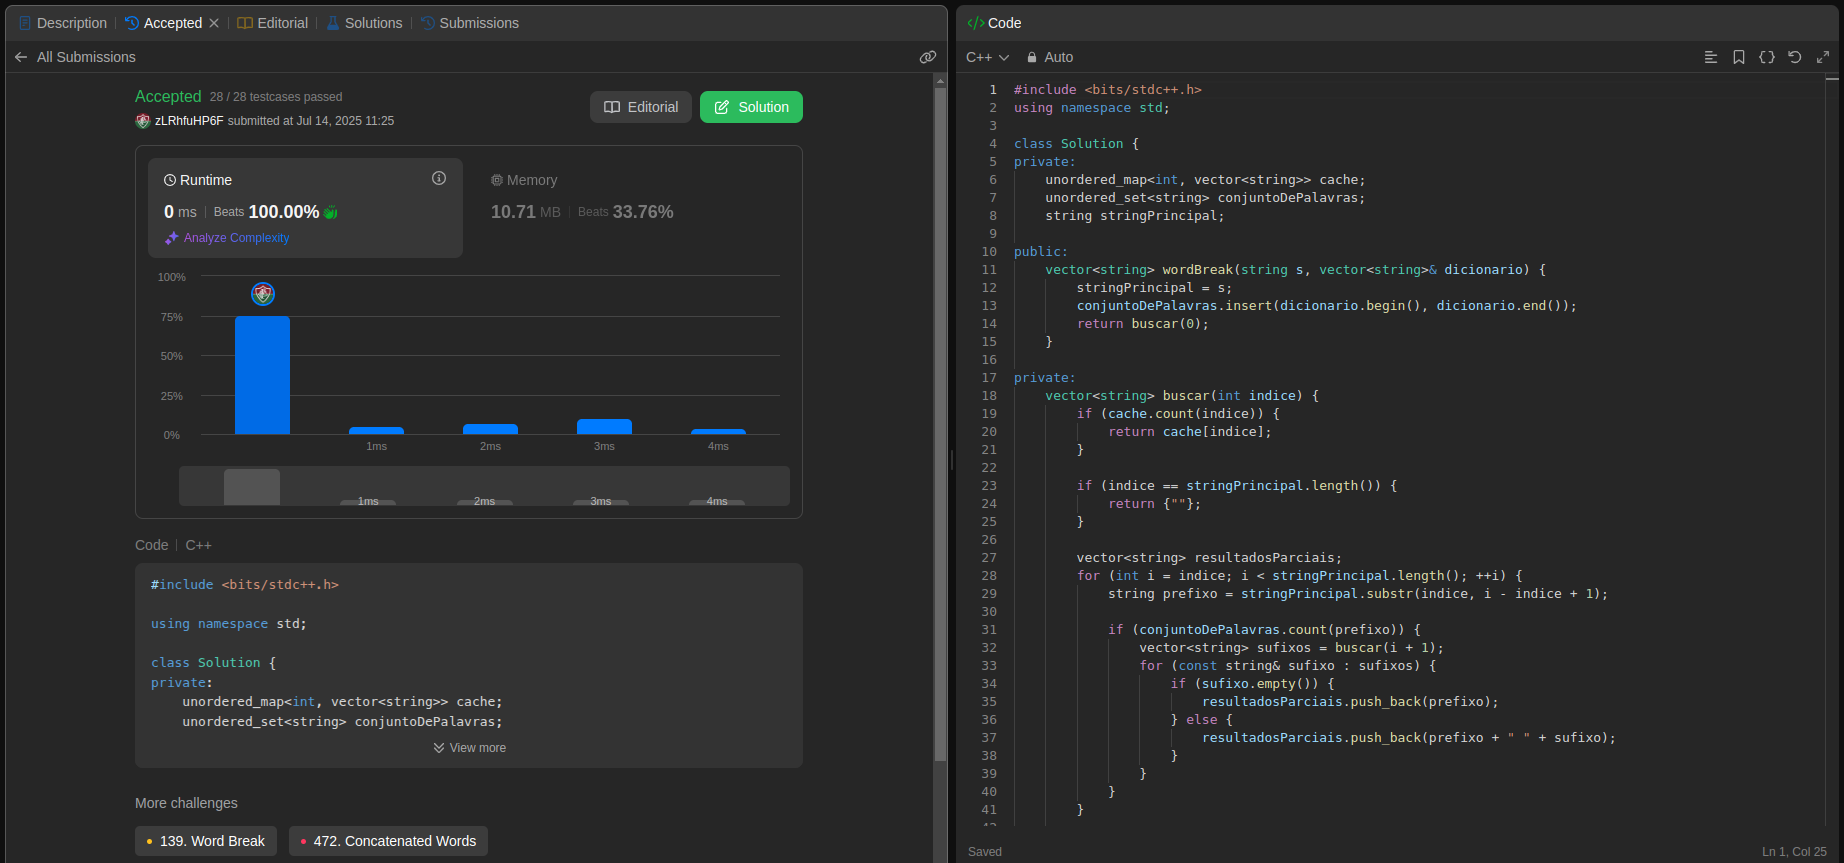 Description | Accepted | Editorial | Solutions | Submissions
All Submissions
Accepted 28 / 28 testcases passed
zLRhfuHP6F submitted at Jul 14, 2025 11:25
Editorial
Solution
Runtime
0 ms | Beats 100.00%
Analyze Complexity
Memory
10.71 MB | Beats 33.76%
100%
75%
50%
25%
0%
1ms 2ms 3ms 4ms
1ms 2ms 3ms 4ms
Code | C++
#include <bits/stdc++.h>
using namespace std;
class Solution {
private:
    unordered_map<int, vector<string>> cache;
    unordered_set<string> conjuntoDePalavras;
View more
More challenges
139. Word Break
472. Concatenated Words
</> Code
C++ Auto
1 #include <bits/stdc++.h>
2 using namespace std;
3
4 class Solution {
5 private:
6     unordered_map<int, vector<string>> cache;
7     unordered_set<string> conjuntoDePalavras;
8     string stringPrincipal;
9
10 public:
11     vector<string> wordBreak(string s, vector<string>& dicionario) {
12         stringPrincipal = s;
13         conjuntoDePalavras.insert(dicionario.begin(), dicionario.end());
14         return buscar(0);
15     }
16
17 private:
18     vector<string> buscar(int indice) {
19         if (cache.count(indice)) {
20             return cache[indice];
21         }
22
23         if (indice == stringPrincipal.length()) {
24             return {""};
25         }
26
27         vector<string> resultadosParciais;
28         for (int i = indice; i < stringPrincipal.length(); ++i) {
29             string prefixo = stringPrincipal.substr(indice, i - indice + 1);
30
31             if (conjuntoDePalavras.count(prefixo)) {
32                 vector<string> sufixos = buscar(i + 1);
33                 for (const string& sufixo : sufixos) {
34                     if (sufixo.empty()) {
35                         resultadosParciais.push_back(prefixo);
36                     } else {
37                         resultadosParciais.push_back(prefixo + " " + sufixo);
38                     }
39                 }
40             }
41         }
42
Saved
Ln 1, Col 25